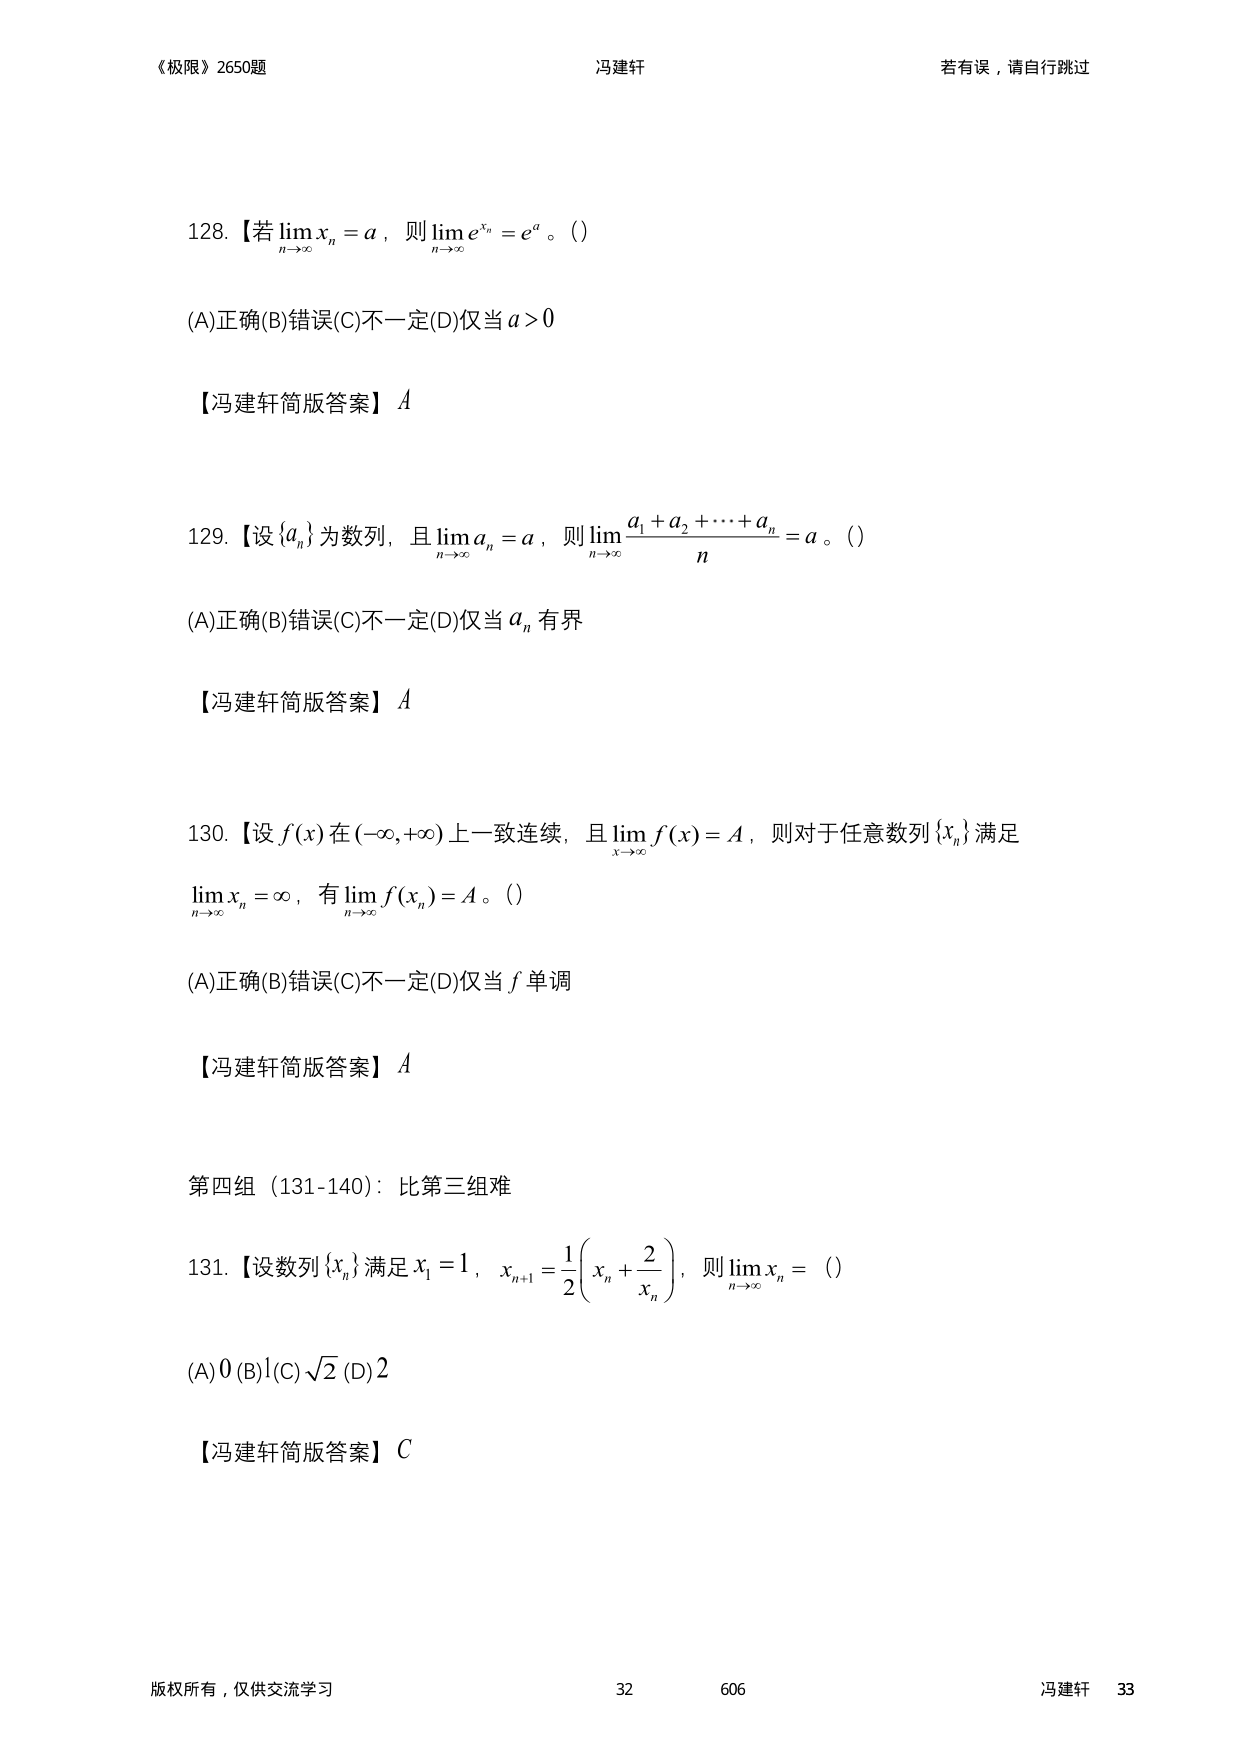 《极限》2650题 冯建轩 若有误，请自行跳过
128.【若 lim_{n→∞} x_n = a，则 lim_{n→∞} e^{x_n} = e^a。()
(A)正确(B)错误(C)不一定(D)仅当 a > 0
【冯建轩简版答案】 A
129.【设{a_n}为数列，且 lim_{n→∞} a_n = a，则 lim_{n→∞} (a_1 + a_2 + ⋯ + a_n)/n = a。()
(A)正确(B)错误(C)不一定(D)仅当 a_n 有界
【冯建轩简版答案】 A
130.【设 f(x) 在 (−∞,+∞) 上一致连续，且 lim_{x→∞} f(x) = A，则对于任意数列{x_n}满足
lim_{n→∞} x_n = ∞，有 lim_{n→∞} f(x_n) = A。()
(A)正确(B)错误(C)不一定(D)仅当 f 单调
【冯建轩简版答案】 A
第四组（131-140）：比第三组难
131.【设数列{x_n}满足 x_1 = 1，x_{n+1} = 1/2 (x_n + 2/x_n)，则 lim_{n→∞} x_n = ()
(A) 0 (B) 1 (C) √2 (D) 2
【冯建轩简版答案】 C
版权所有，仅供交流学习 32 606 冯建轩 33